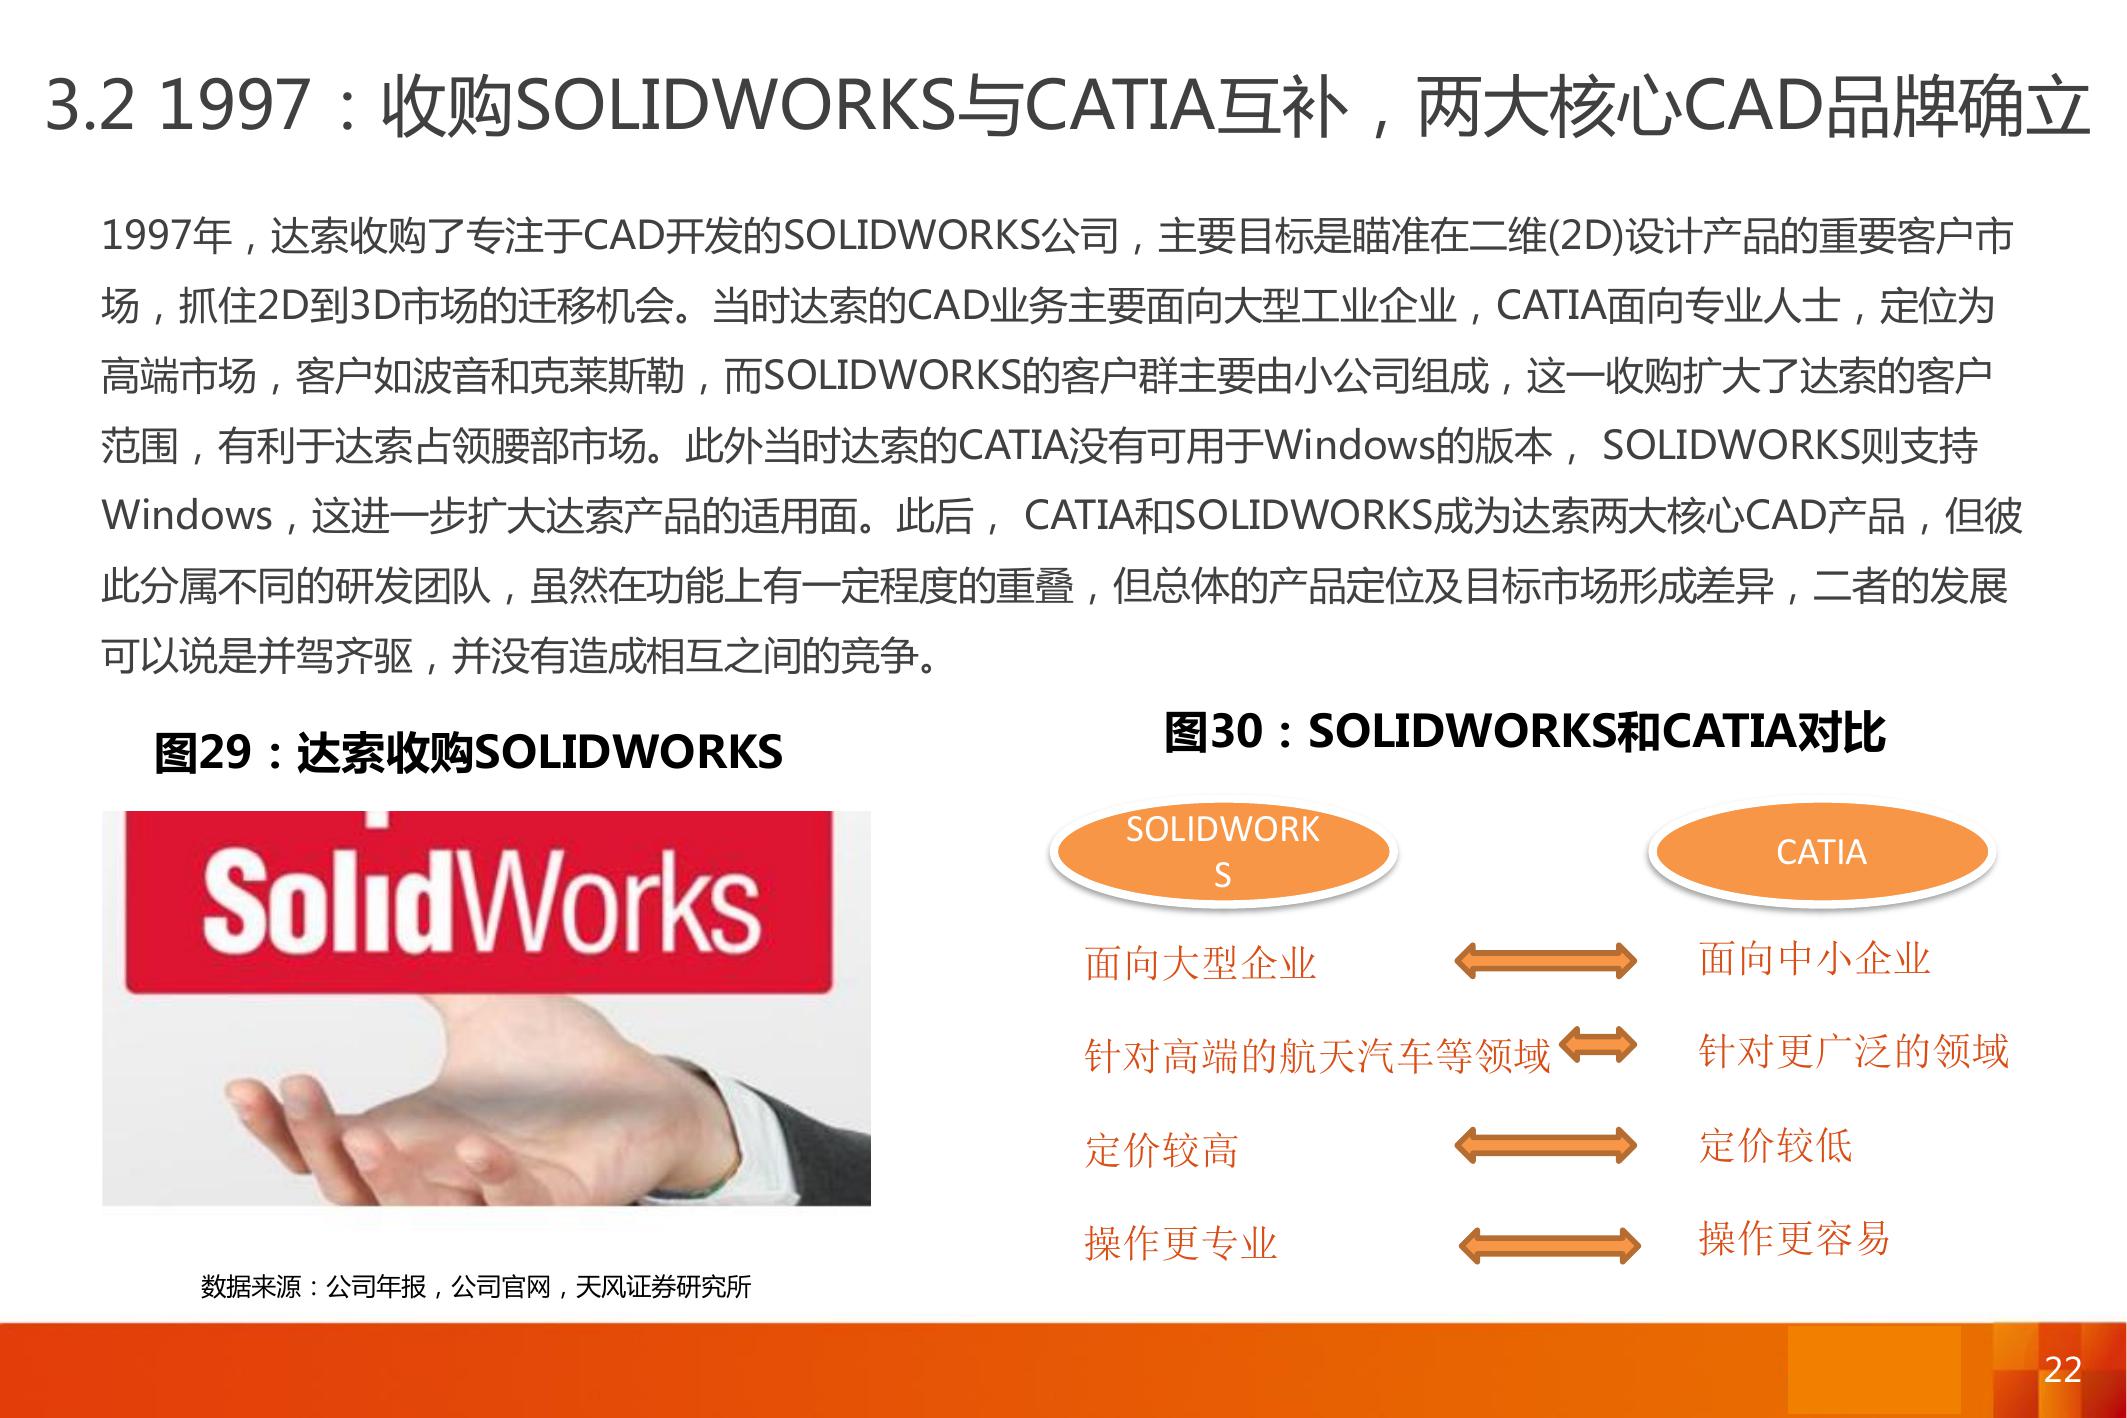 3.2 1997：收购SOLIDWORKS与CATIA互补，两大核心CAD品牌确立
1997年，达索收购了专注于CAD开发的SOLIDWORKS公司，主要目标是瞄准在二维(2D)设计产品的重要客户市
场，抓住2D到3D市场的迁移机会。当时达索的CAD业务主要面向大型工业企业，CATIA面向专业人士，定位为
高端市场，客户如波音和克莱斯勒，而SOLIDWORKS的客户群主要由小公司组成，这一收购扩大了达索的客户
范围，有利于达索占领腰部市场。此外当时达索的CATIA没有可用于Windows的版本， SOLIDWORKS则支持
Windows，这进一步扩大达索产品的适用面。此后， CATIA和SOLIDWORKS成为达索两大核心CAD产品，但彼
此分属不同的研发团队，虽然在功能上有一定程度的重叠，但总体的产品定位及目标市场形成差异，二者的发展
可以说是并驾齐驱，并没有造成相互之间的竞争。
图29：达索收购SOLIDWORKS
SolidWorks
数据来源：公司年报，公司官网，天风证券研究所
图30：SOLIDWORKS和CATIA对比
SOLIDWORK
S
CATIA
面向大型企业
面向中小企业
针对高端的航天汽车等领域
针对更广泛的领域
定价较高
定价较低
操作更专业
操作更容易
22